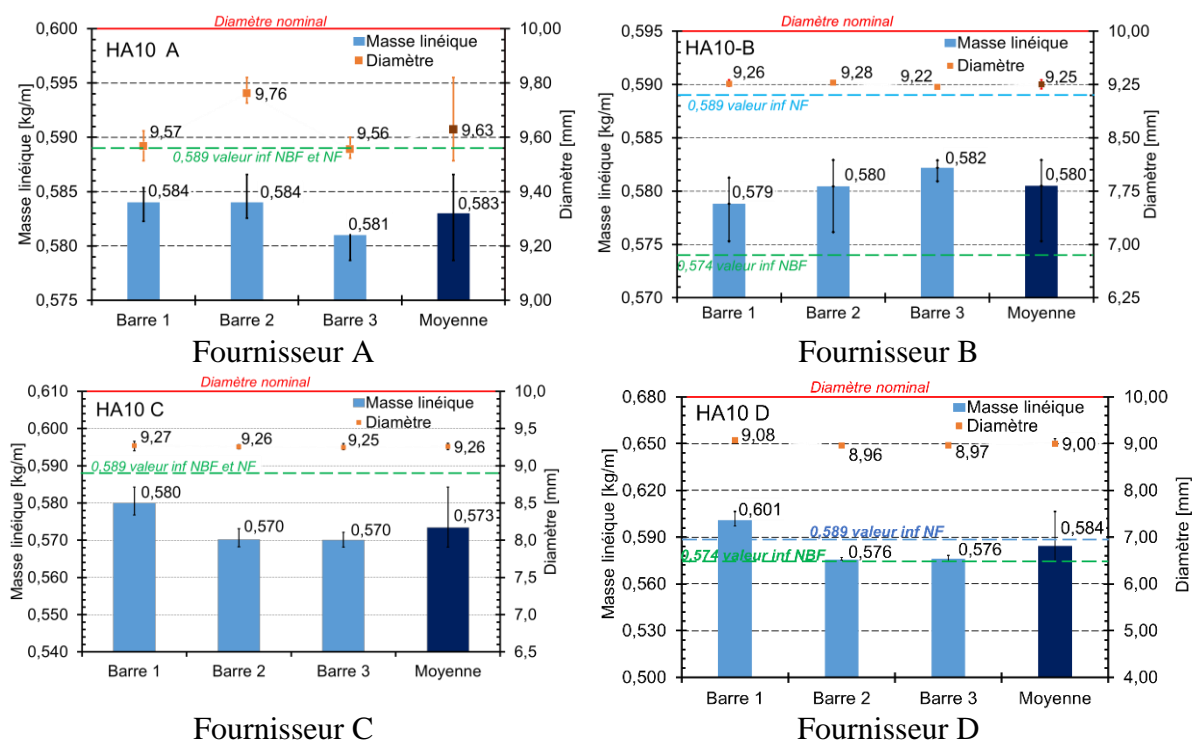 Diamètre nominal
HA10 A
Masse linéique
Diamètre
0,600
0,595
0,590
0,585
0,580
0,575
Masse linéique [kg/m]
10,00
9,80
9,60
9,40
9,20
9,00
Diamètre [mm]
9,57
9,76
9,56
9,63
0,589 valeur inf NBF et NF
0,584
0,584
0,581
0,583
Barre 1 Barre 2 Barre 3 Moyenne
Fournisseur A
Diamètre nominal
HA10-B
Masse linéique
Diamètre
0,595
0,590
0,585
0,580
0,575
0,570
Masse linéique [kg/m]
10,00
9,25
8,50
7,75
7,00
6,25
Diamètre [mm]
9,26
9,28
9,22
9,25
0,589 valeur inf NF
0,579
0,580
0,582
0,580
0,574 valeur inf NBF
Barre 1 Barre 2 Barre 3 Moyenne
Fournisseur B
Diamètre nominal
HA10 C
Masse linéique
Diamètre
0,610
0,600
0,590
0,580
0,570
0,560
0,550
0,540
Masse linéique [kg/m]
10,0
9,5
9,0
8,5
8,0
7,5
7,0
6,5
Diamètre [mm]
9,27
9,26
9,25
9,26
0,589 valeur inf NBF et NF
0,580
0,570
0,570
0,573
Barre 1 Barre 2 Barre 3 Moyenne
Fournisseur C
Diamètre nominal
HA10 D
Masse linéique
Diamètre
0,680
0,650
0,620
0,590
0,560
0,530
0,500
Masse linéique [kg/m]
10,00
9,00
8,00
7,00
6,00
5,00
4,00
Diamètre [mm]
9,08
8,96
8,97
9,00
0,601
0,589 valeur inf NF
0,584
0,574 valeur inf NBF
0,576
0,576
Barre 1 Barre 2 Barre 3 Moyenne
Fournisseur D